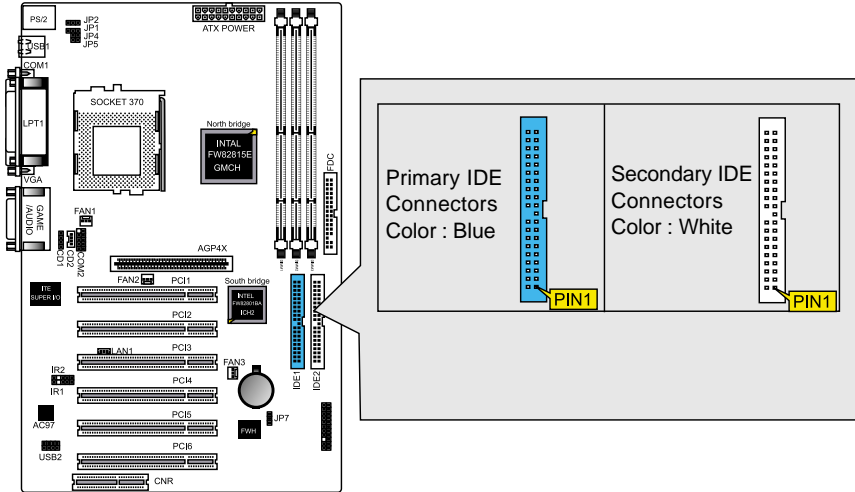 PS/2
JP2
JP1
JP4
JP5
ATX POWER
USB1
COM1
SOCKET 370
LPT1
North bridge
INTAL
FW82815E
GMCH
FDC
VGA
GAME
/AUDIO
FAN1
CD1
CD2
COM2
AGP4X
FAN2
PCI1
ITE
SUPER I/O
South bridge
INTEL
FW82801BA
ICH2
PCI2
LAN1
PCI3
FAN3
IR2
IR1
PCI4
IDE1
IDE2
AC97
PCI5
FWH
JP7
USB2
PCI6
CNR
Primary IDE
Connectors
Color : Blue
PIN1
Secondary IDE
Connectors
Color : White
PIN1